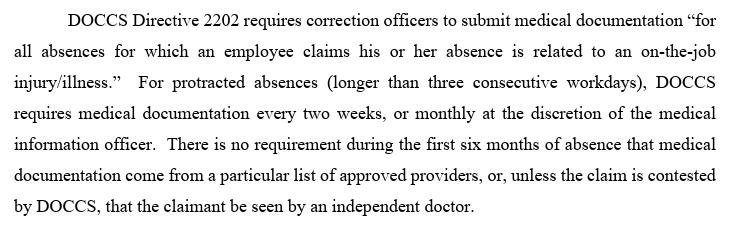 DOCCS Directive 2202 requires correction officers to submit medical documentation “for
all absences for which an employee claims his or her absence is related to an on-the-job
injury/illness.” For protracted absences (longer than three consecutive workdays), DOCCS
requires medical documentation every two weeks, or monthly at the discretion of the medical
information officer. There is no requirement during the first six months of absence that medical
documentation come from a particular list of approved providers, or, unless the claim is contested
by DOCCS, that the claimant be seen by an independent doctor.